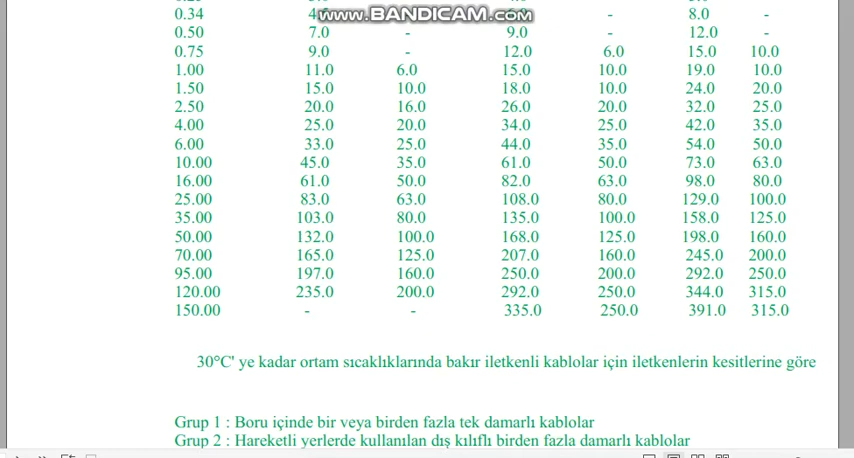 www.BANDICAM.com
0.34 - 8.0 -
0.50 7.0 - 9.0 - 12.0 -
0.75 9.0 - 12.0 6.0 15.0 10.0
1.00 11.0 6.0 15.0 10.0 19.0 10.0
1.50 15.0 10.0 18.0 10.0 24.0 20.0
2.50 20.0 16.0 26.0 20.0 32.0 25.0
4.00 25.0 20.0 34.0 25.0 42.0 35.0
6.00 33.0 25.0 44.0 35.0 54.0 50.0
10.00 45.0 35.0 61.0 50.0 73.0 63.0
16.00 61.0 50.0 82.0 63.0 98.0 80.0
25.00 83.0 63.0 108.0 80.0 129.0 100.0
35.00 103.0 80.0 135.0 100.0 158.0 125.0
50.00 132.0 100.0 168.0 125.0 198.0 160.0
70.00 165.0 125.0 207.0 160.0 245.0 200.0
95.00 197.0 160.0 250.0 200.0 292.0 250.0
120.00 235.0 200.0 292.0 250.0 344.0 315.0
150.00 - - 335.0 250.0 391.0 315.0
30°C' ye kadar ortam sıcaklıklarında bakır iletkenli kablolar için iletkenlerin kesitlerine göre
Grup 1 : Boru içinde bir veya birden fazla tek damarlı kablolar
Grup 2 : Hareketli yerlerde kullanılan dış kılıflı birden fazla damarlı kablolar